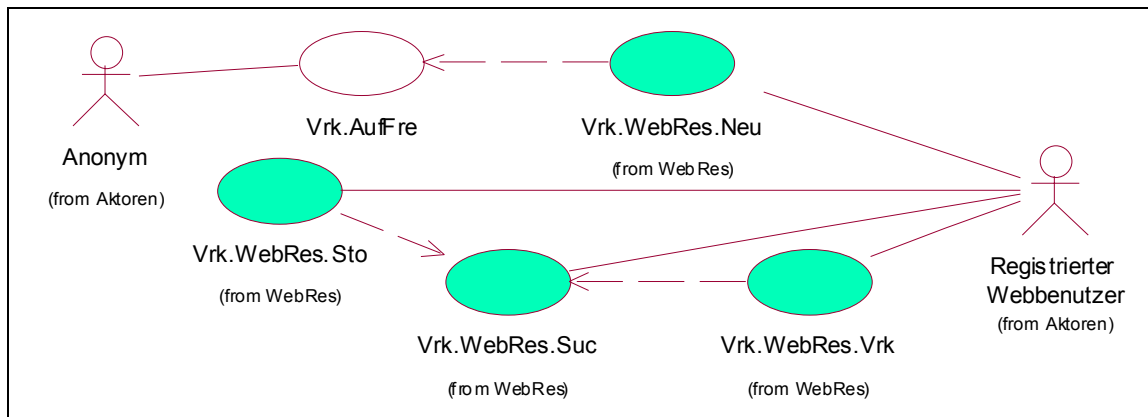 Vrk.AufFre
Vrk.WebRes.Neu
(from WebRes)
Anonym
(from Aktoren)
Vrk.WebRes.Sto
(from WebRes)
Vrk.WebRes.Suc
(from WebRes)
Vrk.WebRes.Vrk
(from WebRes)
Registrierter
Webbenutzer
(from Aktoren)